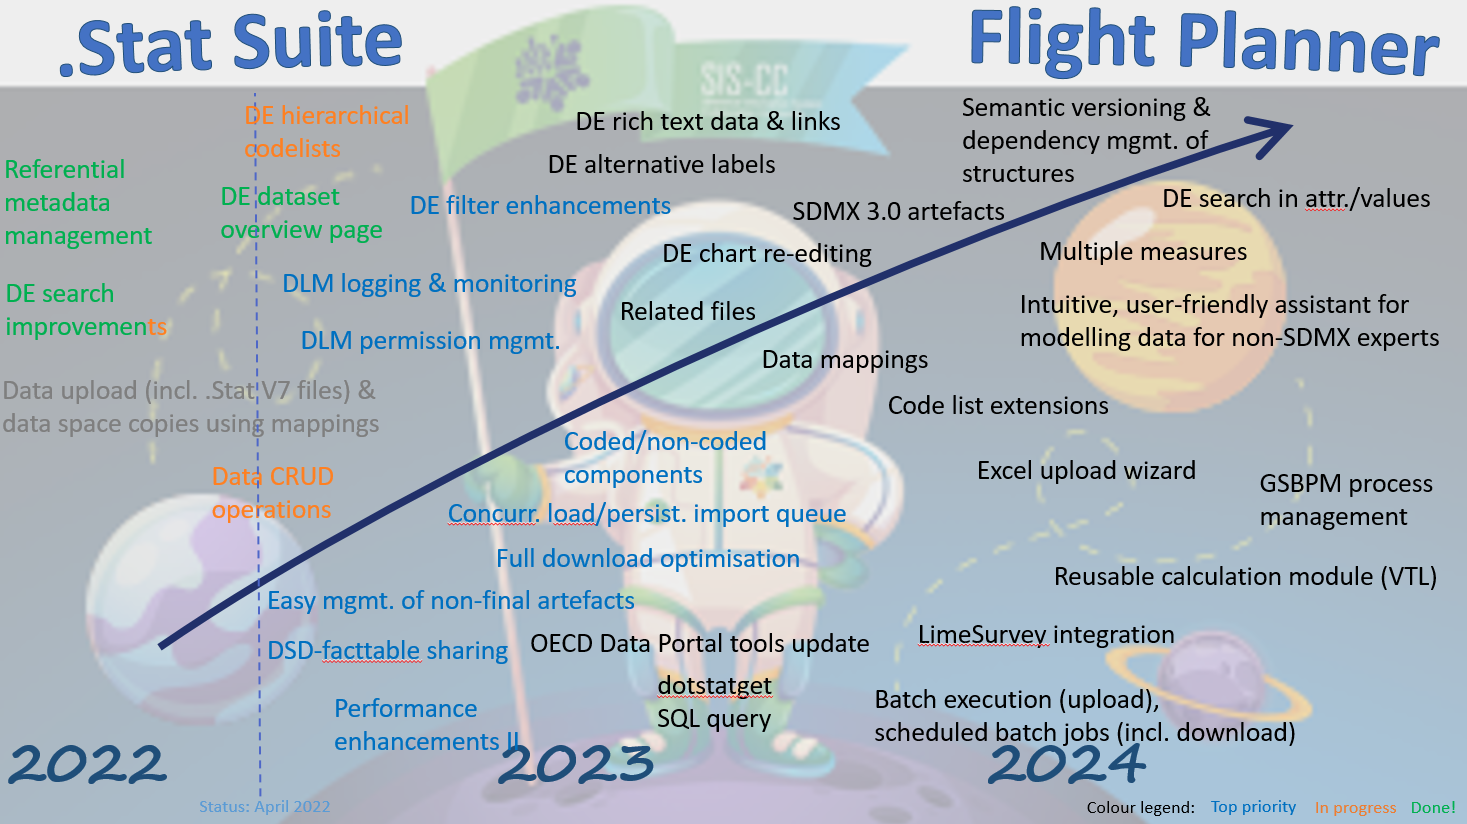 .Stat Suite
Flight Planner
SIS-CC
DE hierarchical
codelists
DE rich text data & links
Semantic versioning &
dependency mgmt. of
structures
Referential
metadata
management
DE alternative labels
DE dataset
overview page
DE filter enhancements
SDMX 3.0 artefacts
DE search in attr./values
DE chart re-editing
Multiple measures
DE search
improvements
DLM logging & monitoring
Related files
Intuitive, user-friendly assistant for
modelling data for non-SDMX experts
DLM permission mgmt.
Data mappings
Data upload (incl. .Stat V7 files) &
data space copies using mappings
Code list extensions
Coded/non-coded
components
Data CRUD
operations
Excel upload wizard
GSBPM process
management
Concurr. load/persist. import queue
Full download optimisation
Reusable calculation module (VTL)
Easy mgmt. of non-final artefacts
DSD-facttable sharing
OECD Data Portal tools update
LimeSurvey integration
dotstatget
SQL query
Performance
enhancements II
Batch execution (upload),
scheduled batch jobs (incl. download)
2022
2023
2024
Status: April 2022
Colour legend: Top priority In progress Done!